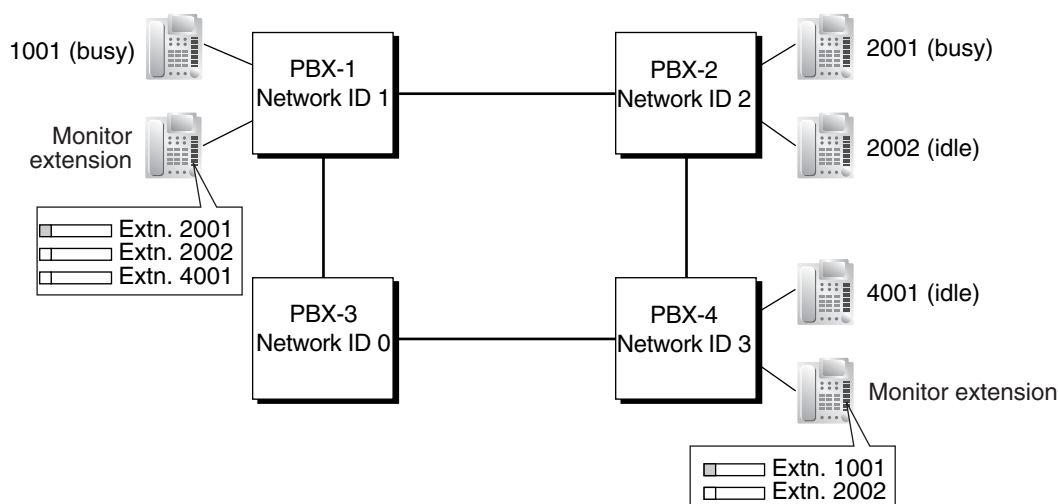 1001 (busy)
PBX-1
Network ID 1
Monitor
extension
Extn. 2001
Extn. 2002
Extn. 4001
PBX-2
Network ID 2
2001 (busy)
2002 (idle)
PBX-3
Network ID 0
PBX-4
Network ID 3
4001 (idle)
Monitor extension
Extn. 1001
Extn. 2002